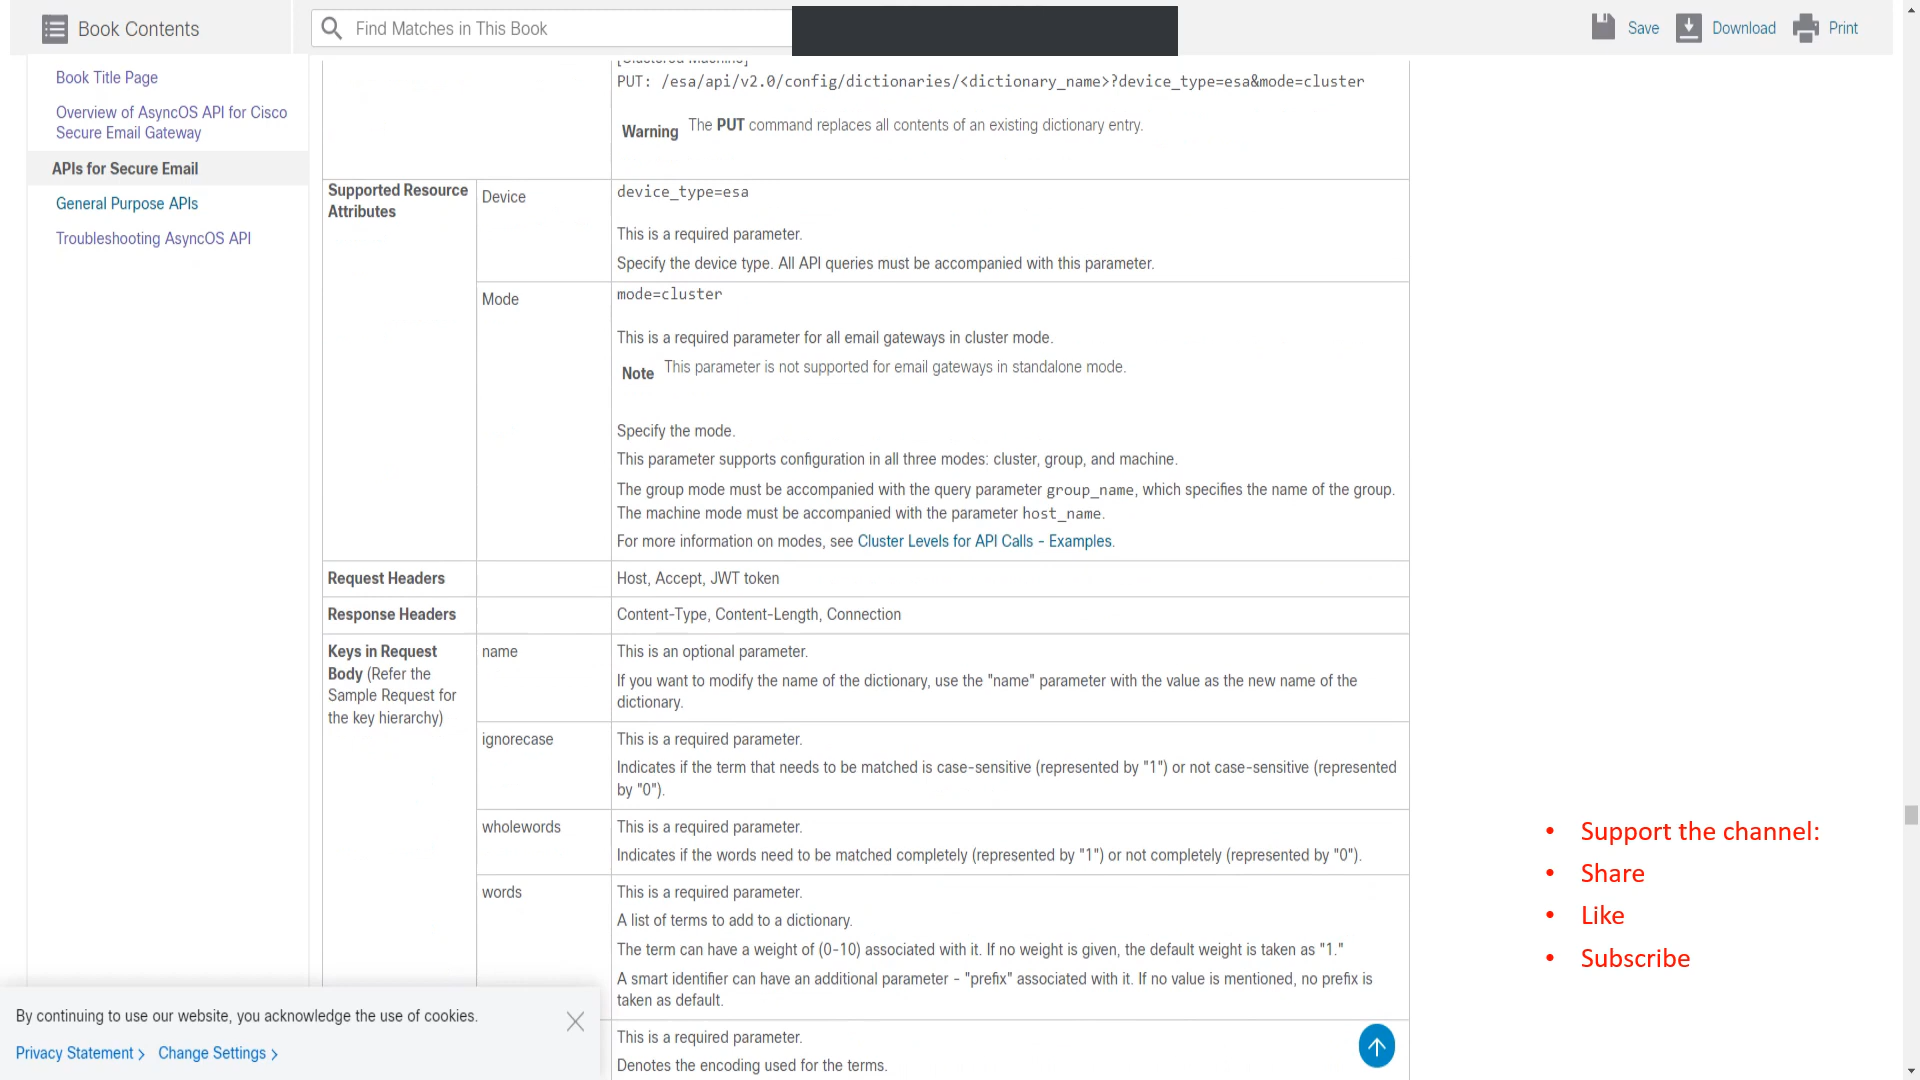 Book Contents
Find Matches in This Book
Save
Download
Print
Book Title Page
Overview of AsyncOS API for Cisco
Secure Email Gateway
APIs for Secure Email
General Purpose APIs
Troubleshooting AsyncOS API
PUT: /esa/api/v2.0/config/dictionaries/<dictionary_name>?device_type=esa&mode=cluster
Warning The PUT command replaces all contents of an existing dictionary entry.
Supported Resource
Attributes
Device
device_type=esa
This is a required parameter.
Specify the device type. All API queries must be accompanied with this parameter.
Mode
mode=cluster
This is a required parameter for all email gateways in cluster mode.
Note This parameter is not supported for email gateways in standalone mode.
Specify the mode.
This parameter supports configuration in all three modes: cluster, group, and machine.
The group mode must be accompanied with the query parameter group_name, which specifies the name of the group.
The machine mode must be accompanied with the parameter host_name.
For more information on modes, see Cluster Levels for API Calls - Examples.
Request Headers
Host, Accept, JWT token
Response Headers
Content-Type, Content-Length, Connection
Keys in Request
Body (Refer the
Sample Request for
the key hierarchy)
name
This is an optional parameter.
If you want to modify the name of the dictionary, use the "name" parameter with the value as the new name of the
dictionary.
ignorecase
This is a required parameter.
Indicates if the term that needs to be matched is case-sensitive (represented by "1") or not case-sensitive (represented
by "0").
wholewords
This is a required parameter.
Indicates if the words need to be matched completely (represented by "1") or not completely (represented by "0").
words
This is a required parameter.
A list of terms to add to a dictionary.
The term can have a weight of (0-10) associated with it. If no weight is given, the default weight is taken as "1."
A smart identifier can have an additional parameter - "prefix" associated with it. If no value is mentioned, no prefix is
taken as default.
This is a required parameter.
Denotes the encoding used for the terms.
By continuing to use our website, you acknowledge the use of cookies.
Privacy Statement >
Change Settings >
• Support the channel:
• Share
• Like
• Subscribe